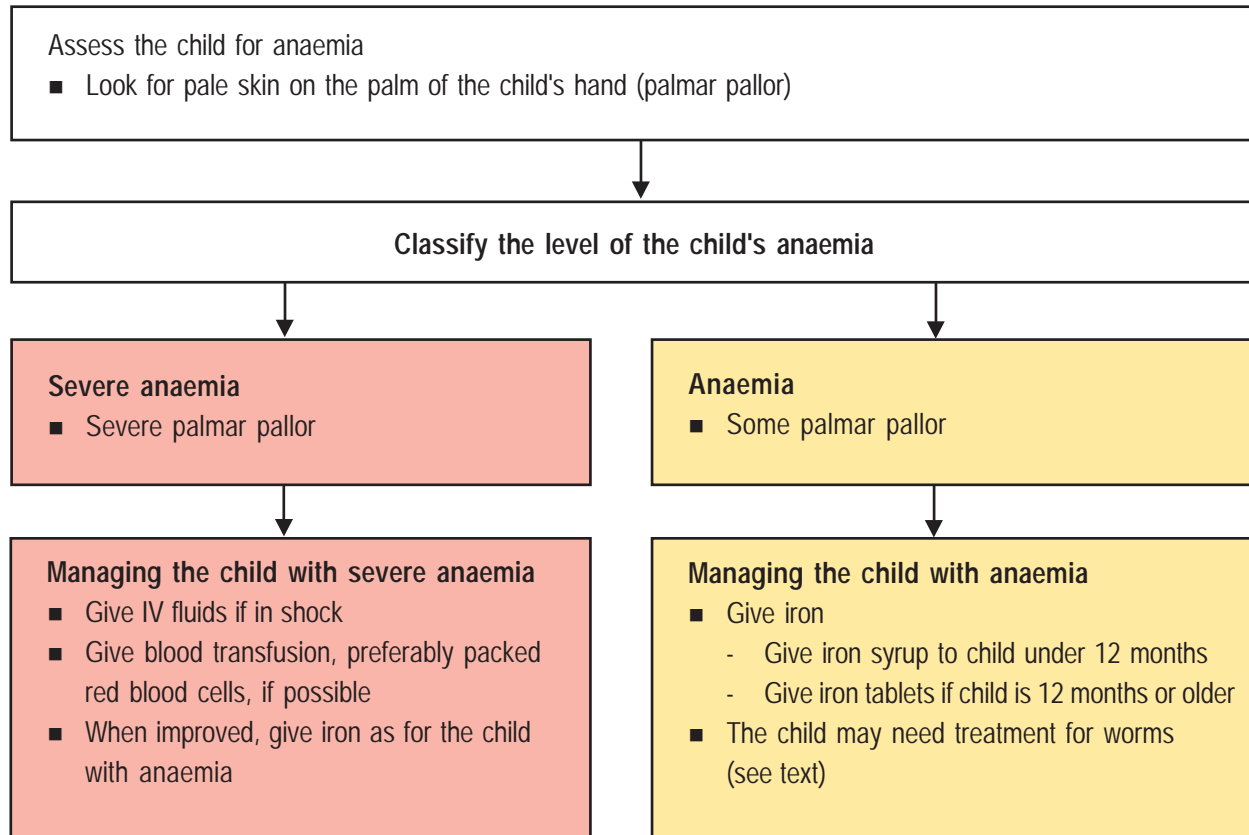 Assess the child for anaemia
■ Look for pale skin on the palm of the child's hand (palmar pallor)
Classify the level of the child's anaemia
Severe anaemia
■ Severe palmar pallor
Anaemia
■ Some palmar pallor
Managing the child with severe anaemia
■ Give IV fluids if in shock
■ Give blood transfusion, preferably packed
red blood cells, if possible
■ When improved, give iron as for the child
with anaemia
Managing the child with anaemia
■ Give iron
- Give iron syrup to child under 12 months
- Give iron tablets if child is 12 months or older
■ The child may need treatment for worms
(see text)